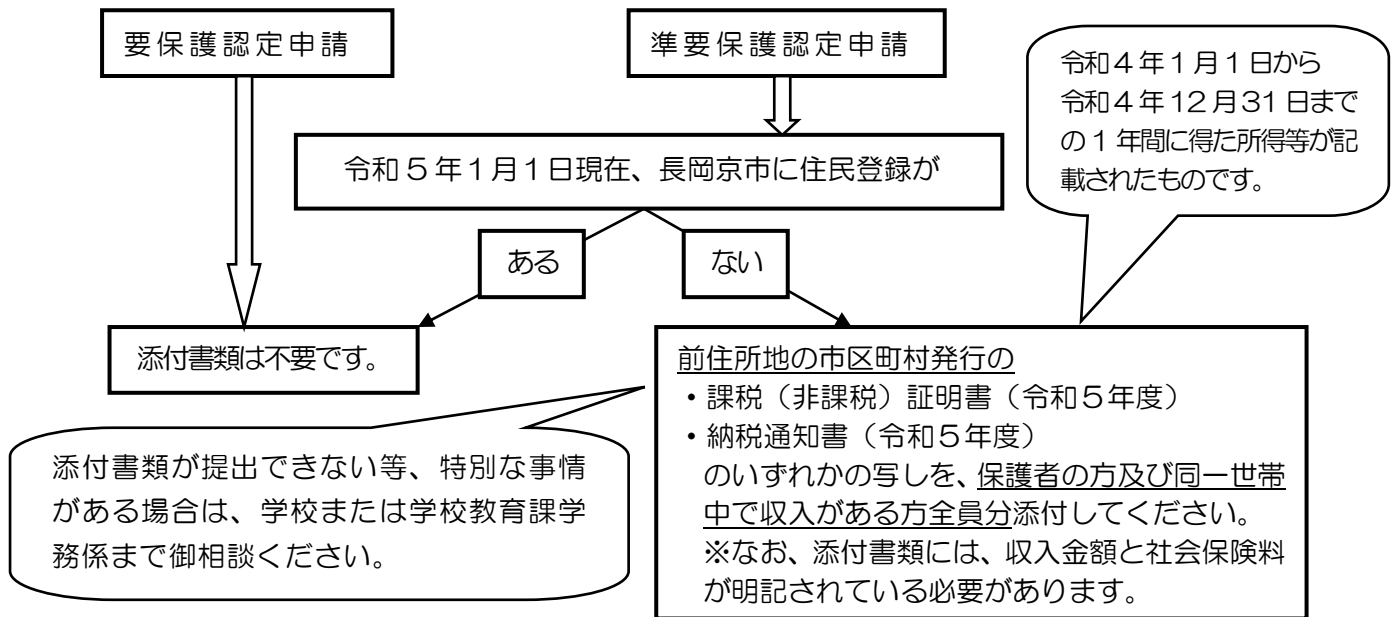 要保護認定申請
準要保護認定申請
令和4年1月1日から
令和4年12月31日まで
の1年間に得た所得等が記
載されたものです。
令和5年1月1日現在、長岡京市に住民登録が
ある
ない
添付書類は不要です。
前住所地の市区町村発行の
・課税(非課税)証明書(令和5年度)
・納税通知書(令和5年度)
のいずれかの写しを、保護者の方及び同一世帯
中で収入がある方全員分添付してください。
※なお、添付書類には、収入金額と社会保険料
が明記されている必要があります。
添付書類が提出できない等、特別な事情
がある場合は、学校または学校教育課学
務係まで御相談ください。